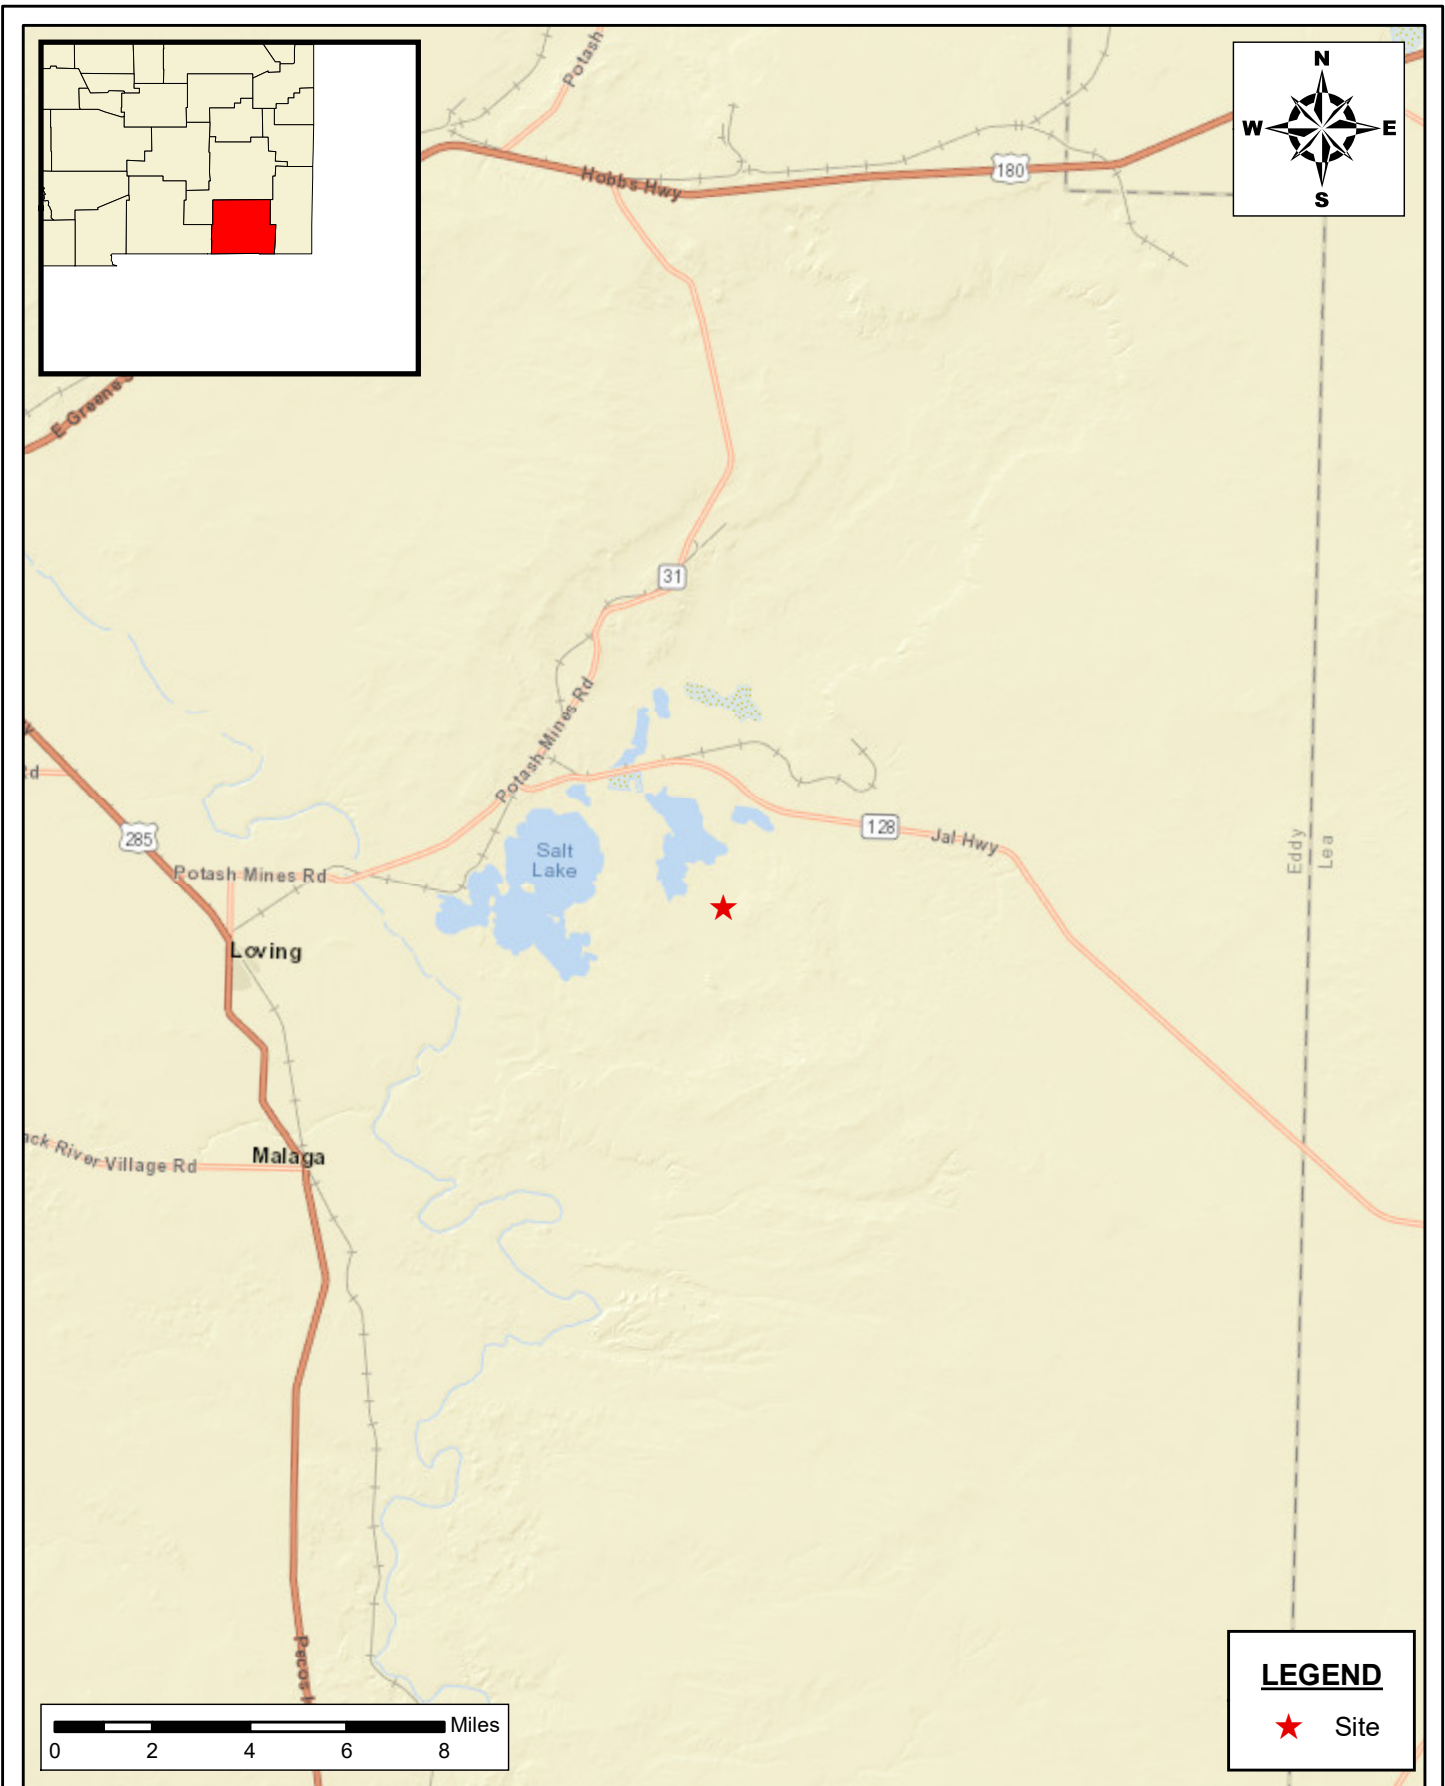 N
W
E
S
Potash
Hobbs Hwy
180
E Greene
31
Potash Mines Rd
Rd
285
Potash Mines Rd
Salt
Lake
128
Jal Hwy
Eddy
Lea
Loving
Malaga
River Village Rd
Pecos
LEGEND
Site
Miles
0 2 4 6 8